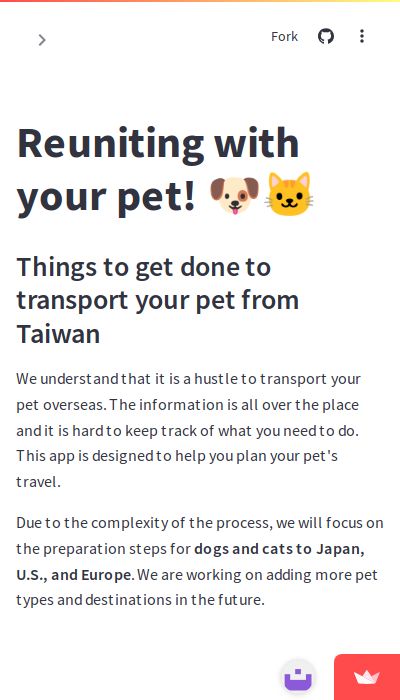 Fork
Reuniting with
your pet! 🐶🐱
Things to get done to
transport your pet from
Taiwan
We understand that it is a hustle to transport your
pet overseas. The information is all over the place
and it is hard to keep track of what you need to do.
This app is designed to help you plan your pet's
travel.
Due to the complexity of the process, we will focus on
the preparation steps for dogs and cats to Japan,
U.S., and Europe. We are working on adding more pet
types and destinations in the future.